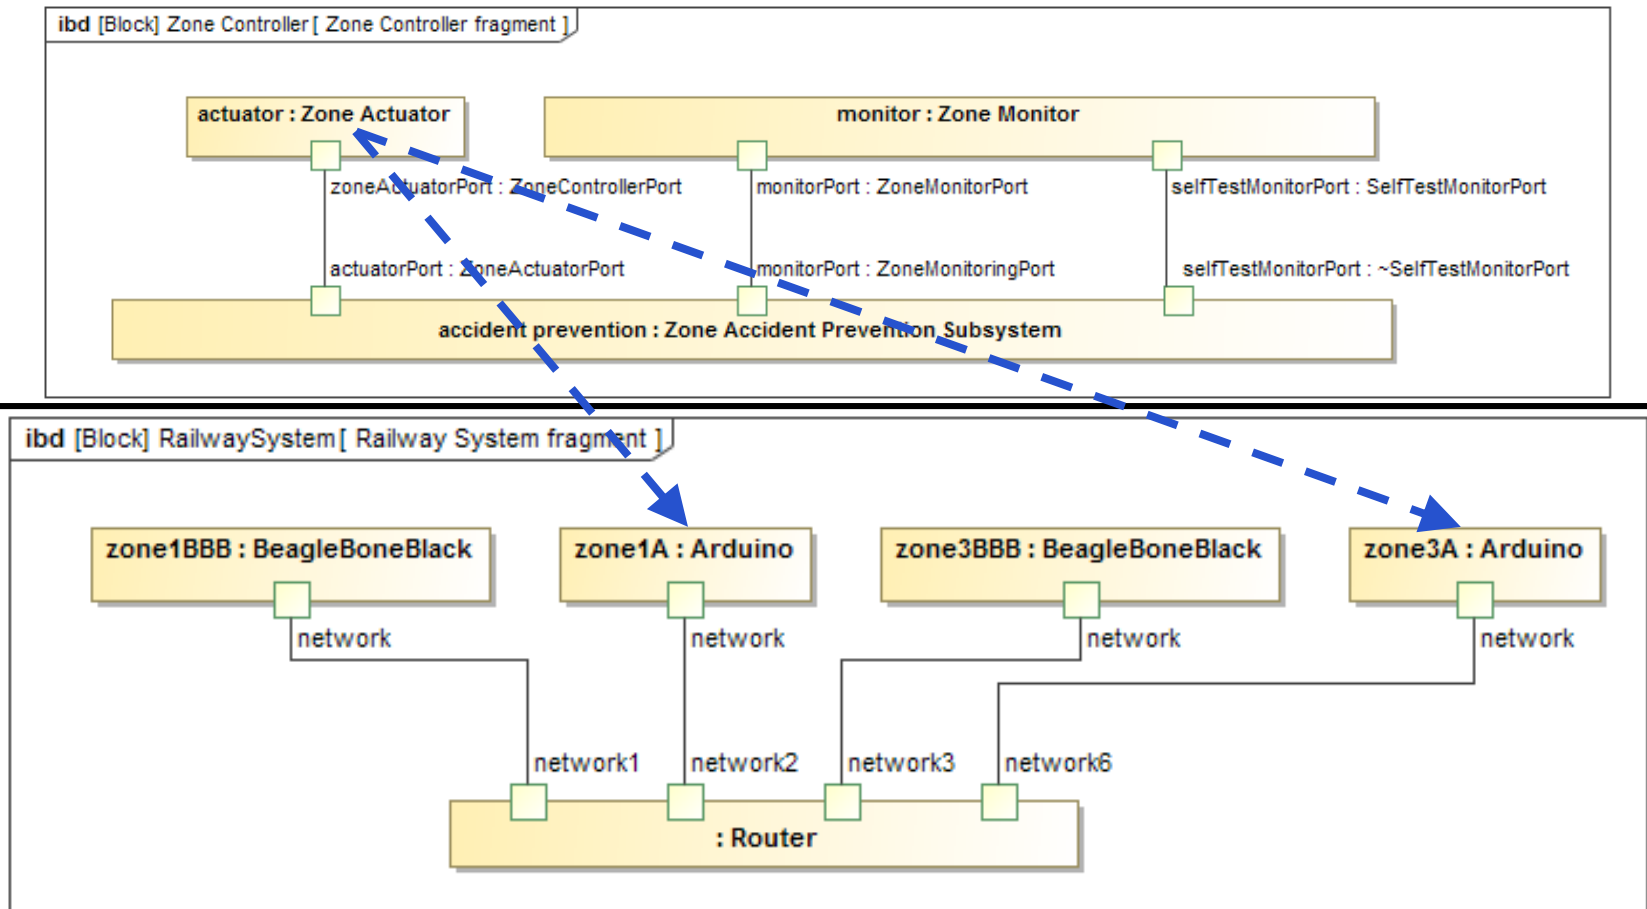 ibd [Block] Zone Controller[ Zone Controller fragment ]
actuator : Zone Actuator
monitor : Zone Monitor
zoneActuatorPort : ZoneControllerPort
monitorPort : ZoneMonitorPort
selfTestMonitorPort : SelfTestMonitorPort
actuatorPort : ZoneActuatorPort
monitorPort : ZoneMonitoringPort
selfTestMonitorPort : ~SelfTestMonitorPort
accident prevention : Zone Accident Prevention Subsystem
ibd [Block] RailwaySystem[ Railway System fragment ]
zone1BBB : BeagleBoneBlack
zone1A : Arduino
zone3BBB : BeagleBoneBlack
zone3A : Arduino
network
network
network
network
network1
network2
network3
network6
: Router